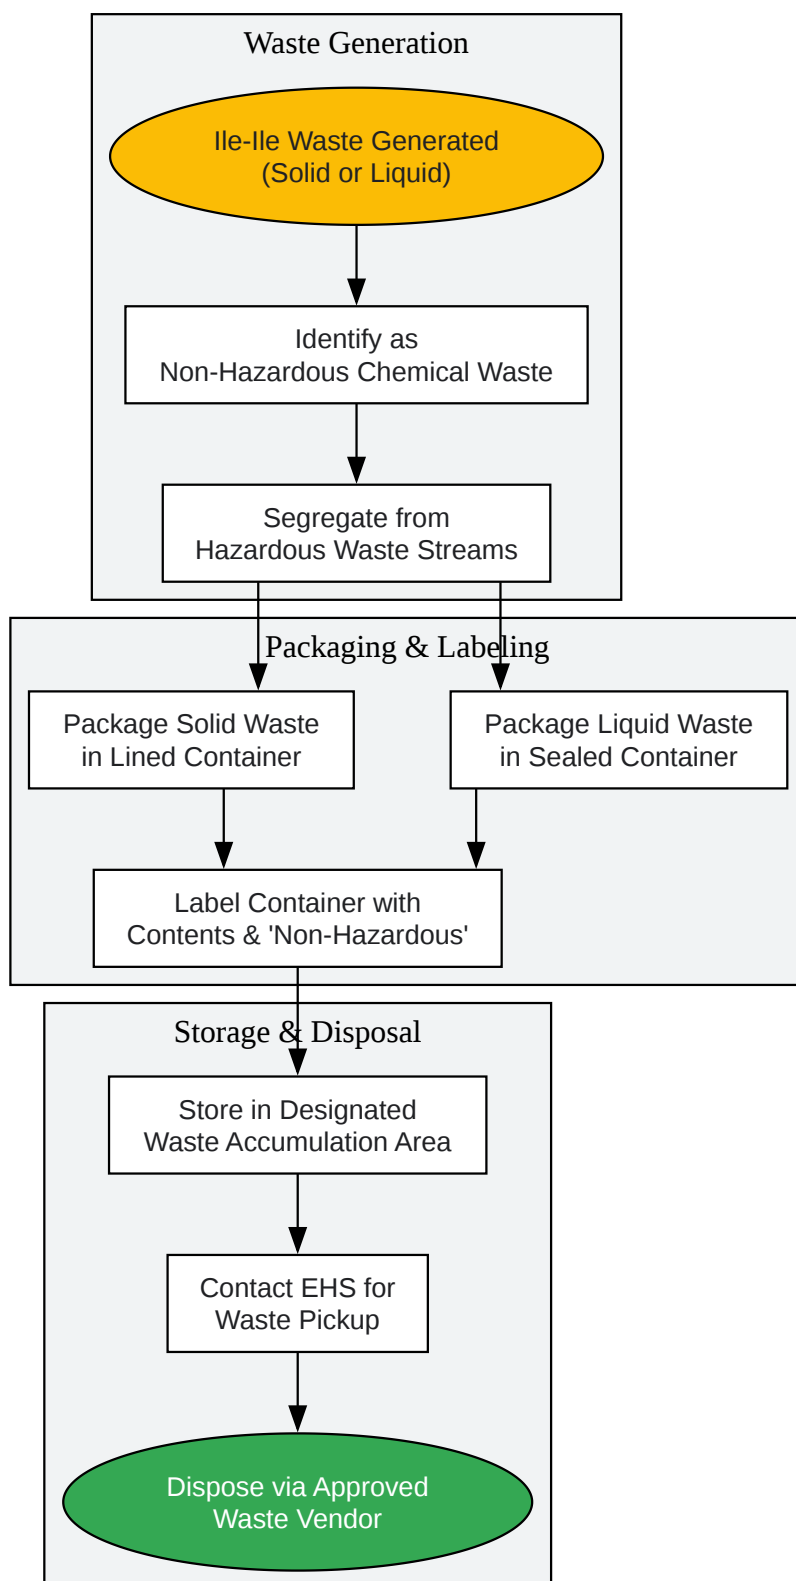 Waste Generation
Ile-Ile Waste Generated
(Solid or Liquid)
Identify as
Non-Hazardous Chemical Waste
Segregate from
Hazardous Waste Streams
Packaging & Labeling
Package Solid Waste
in Lined Container
Package Liquid Waste
in Sealed Container
Label Container with
Contents & 'Non-Hazardous'
Storage & Disposal
Store in Designated
Waste Accumulation Area
Contact EHS for
Waste Pickup
Dispose via Approved
Waste Vendor